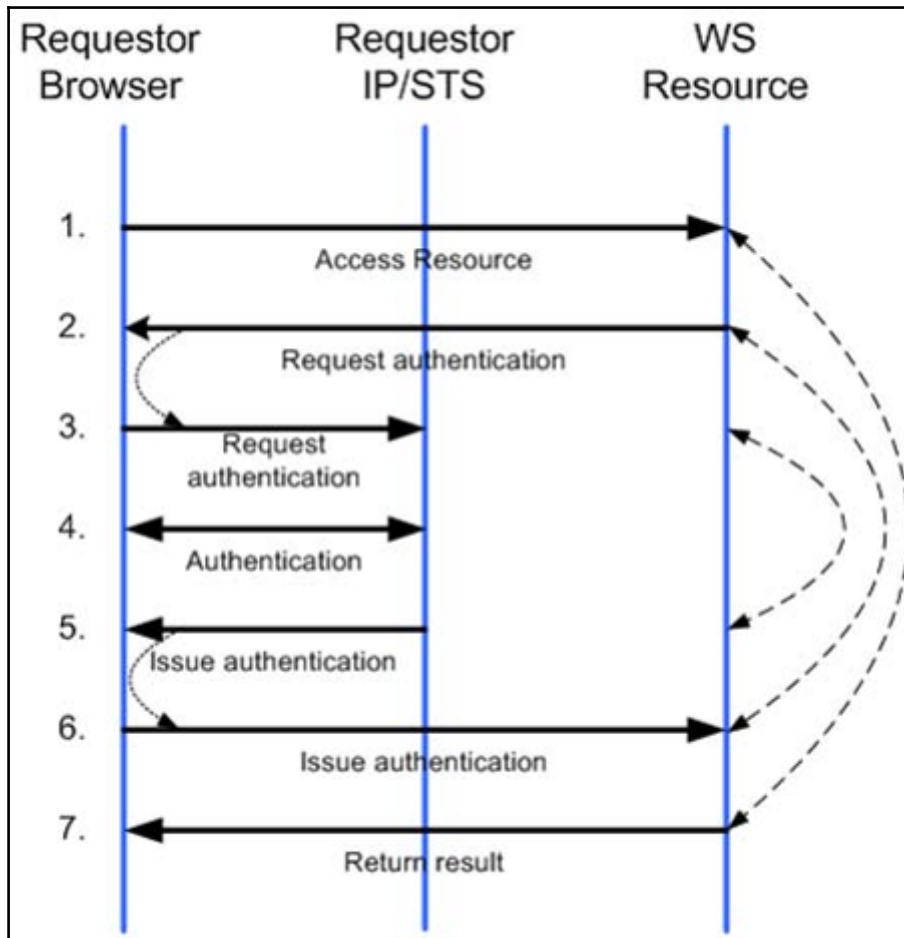 Requestor
Browser
Requestor
IP/STS
WS
Resource
1.
Access Resource
2.
Request authentication
3.
Request
authentication
4.
Authentication
5.
Issue authentication
6.
Issue authentication
7.
Return result